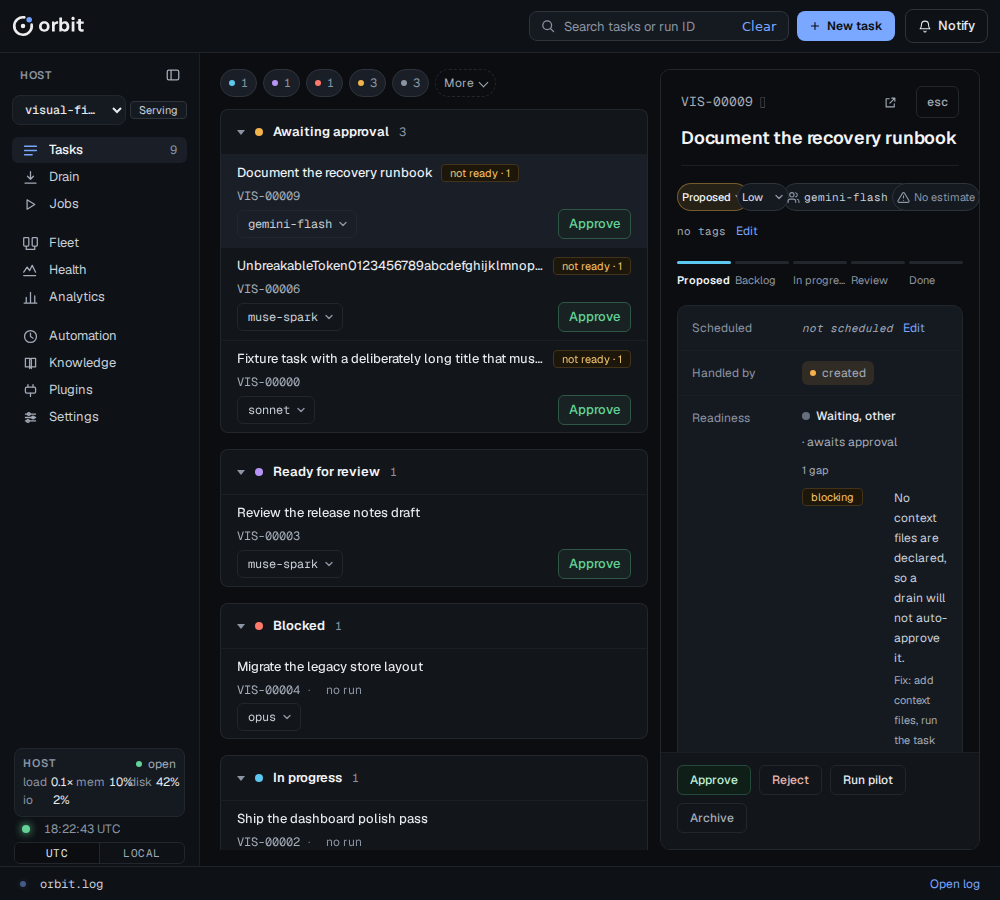 orbit
Search tasks or run ID
Clear
+ New task
Notify
HOST
visual-fi…
Serving
Tasks 9
Drain
Jobs
Fleet
Health
Analytics
Automation
Knowledge
Plugins
Settings
HOST open
load 0.1× mem 10% disk 42%
io 2%
18:22:43 UTC
UTC LOCAL
1 1 1 3 3 More
Awaiting approval 3
Document the recovery runbook not ready · 1
VIS-00009
gemini-flash
Approve
UnbreakableToken0123456789abcdefghijklmnop… not ready · 1
VIS-00006
muse-spark
Approve
Fixture task with a deliberately long title that mus… not ready · 1
VIS-00000
sonnet
Approve
Ready for review 1
Review the release notes draft
VIS-00003
muse-spark
Approve
Blocked 1
Migrate the legacy store layout
VIS-00004 · no run
opus
In progress 1
Ship the dashboard polish pass
VIS-00002 · no run
VIS-00009
esc
Document the recovery runbook
Proposed Low gemini-flash No estimate
no tags Edit
Proposed Backlog In progre… Review Done
Scheduled not scheduled Edit
Handled by created
Readiness Waiting, other
· awaits approval
1 gap
blocking
No
context
files are
declared,
so a
drain will
not auto-
approve
it.
Fix: add
context
files, run
the task
Approve Reject Run pilot
Archive
orbit.log
Open log